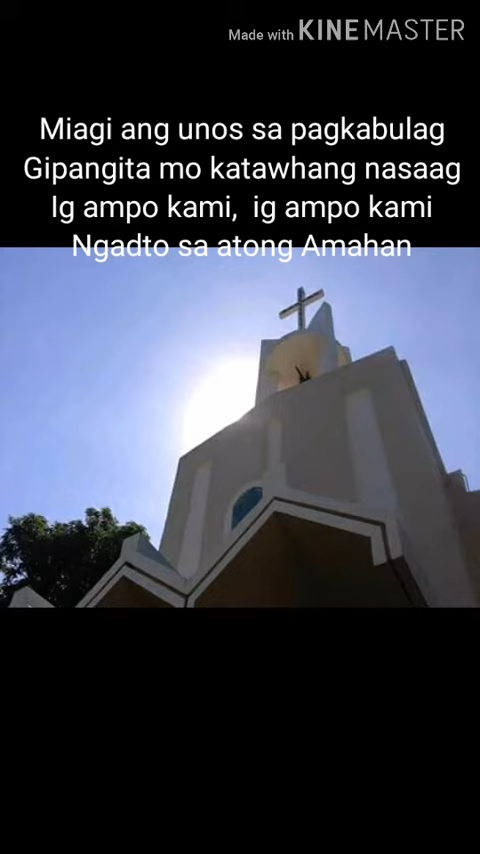 Made with KINEMASTER
Miagi ang unos sa pagkabulag
Gipangita mo katawhang nasaag
Ig ampo kami,  ig ampo kami
Ngadto sa atong Amahan